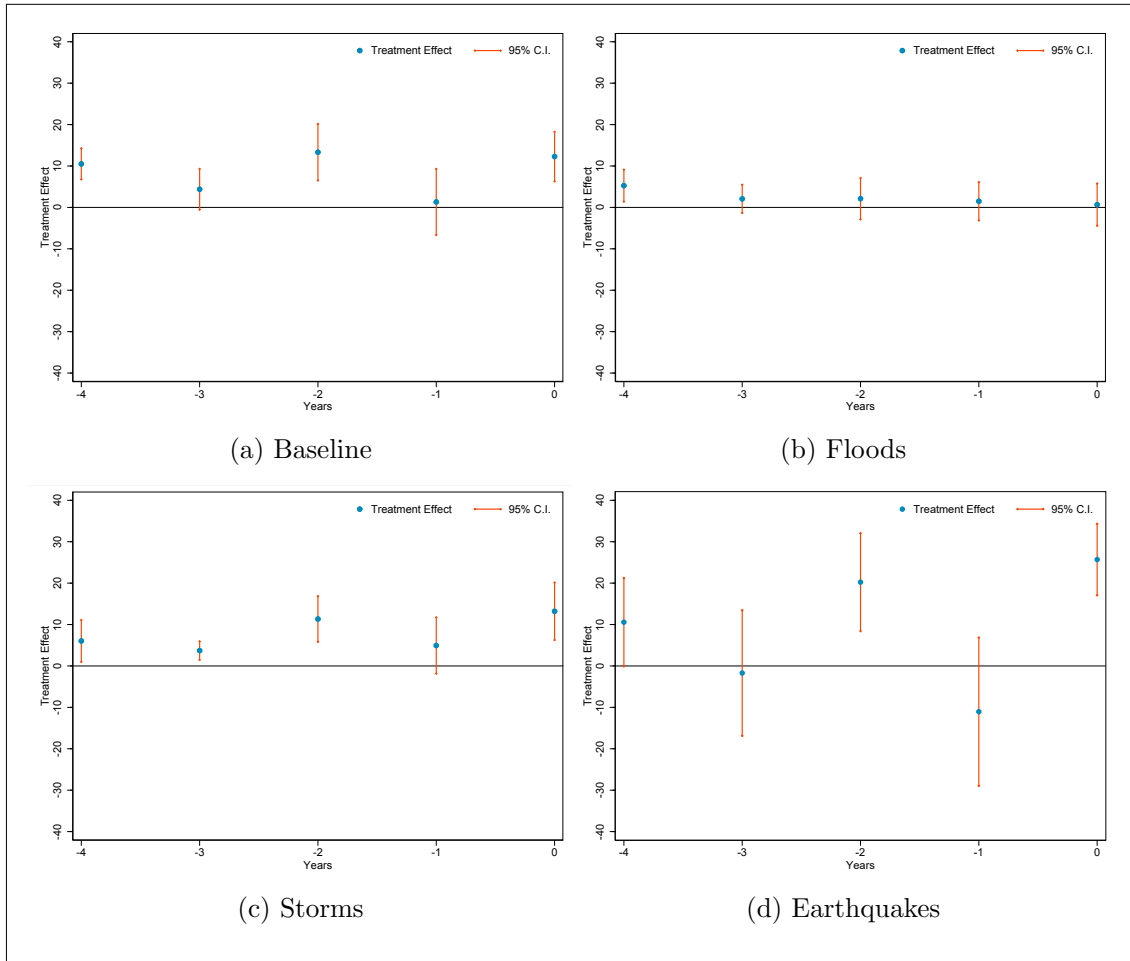 Treatment Effect 95% C.I.
Treatment Effect
40
30
20
10
0
-10
-20
-30
-40
-4 -3 -2 -1 0
Years
(a) Baseline
Treatment Effect 95% C.I.
Treatment Effect
40
30
20
10
0
-10
-20
-30
-40
-4 -3 -2 -1 0
Years
(b) Floods
Treatment Effect 95% C.I.
Treatment Effect
40
30
20
10
0
-10
-20
-30
-40
-4 -3 -2 -1 0
Years
(c) Storms
Treatment Effect 95% C.I.
Treatment Effect
40
30
20
10
0
-10
-20
-30
-40
-4 -3 -2 -1 0
Years
(d) Earthquakes